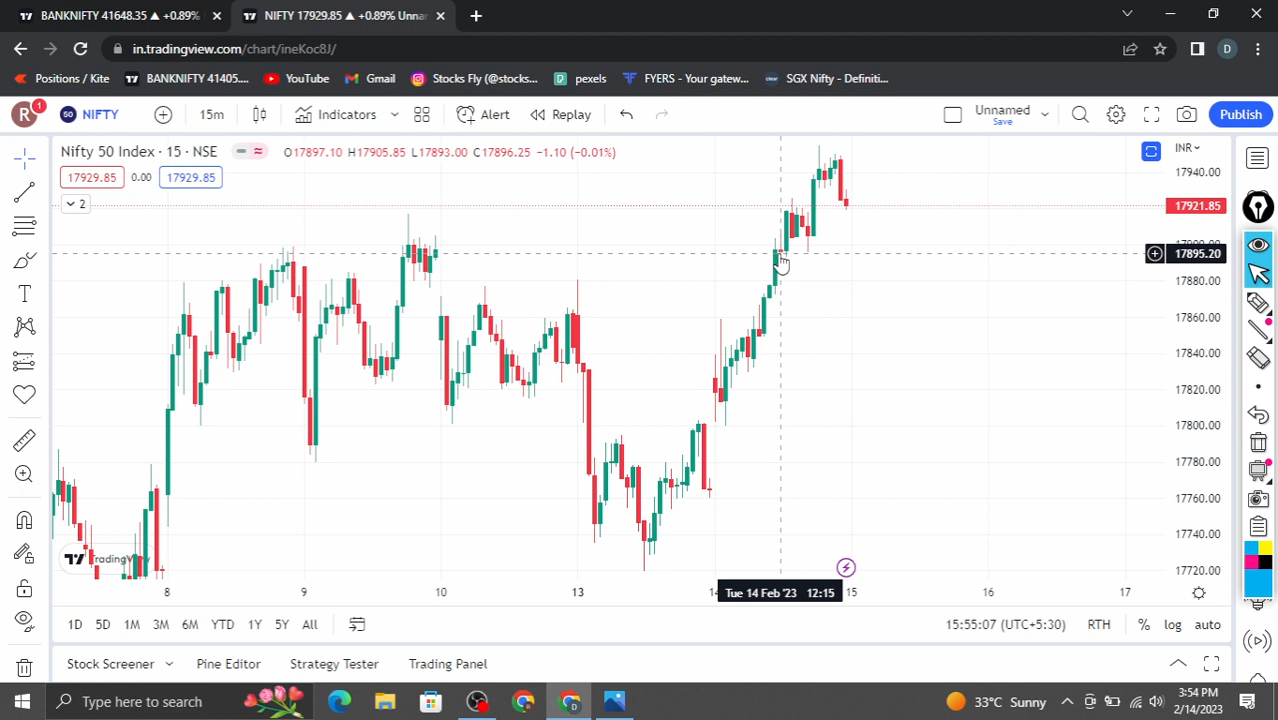 BANKNIFTY 41648.35 ▲ +0.89%
NIFTY 17929.85 ▲ +0.89% Unnar
in.tradingview.com/chart/ineKoc8J/
D
Positions / Kite
BANKNIFTY 41405....
YouTube
Gmail
Stocks Fly (@stocks...
pexels
FYERS - Your gatew...
SGX Nifty - Definiti...
R 1
50 NIFTY
15m
Indicators
Alert
Replay
Unnamed
Save
Publish
Nifty 50 Index · 15 · NSE
O17897.10 H17905.85 L17893.00 C17896.25 −1.10 (−0.01%)
INR
17929.85 0.00 17929.85
2
17940.00
17921.85
17895.20
17880.00
17860.00
17840.00
17820.00
17800.00
17780.00
17760.00
17740.00
17720.00
TradingView
8 9 10 13 15 16 17
Tue 14 Feb '23 12:15
1D 5D 1M 3M 6M YTD 1Y 5Y All
15:55:07 (UTC+5:30) RTH % log auto
Stock Screener Pine Editor Strategy Tester Trading Panel
Type here to search
33°C Sunny
3:54 PM
2/14/2023